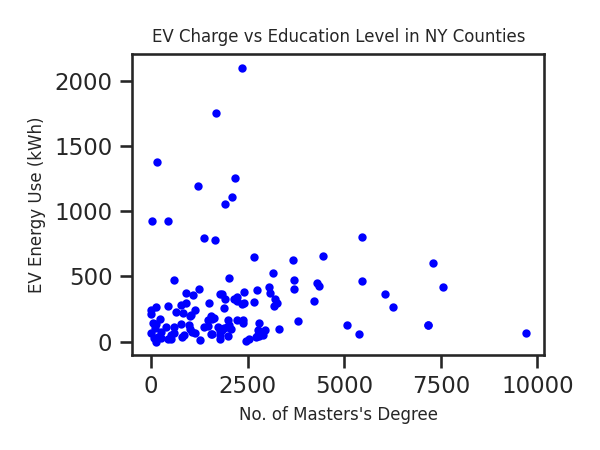 EV Charge vs Education Level in NY Counties
EV Energy Use (kWh)
2000
1500
1000
500
0
0 2500 5000 7500 10000
No. of Masters's Degree